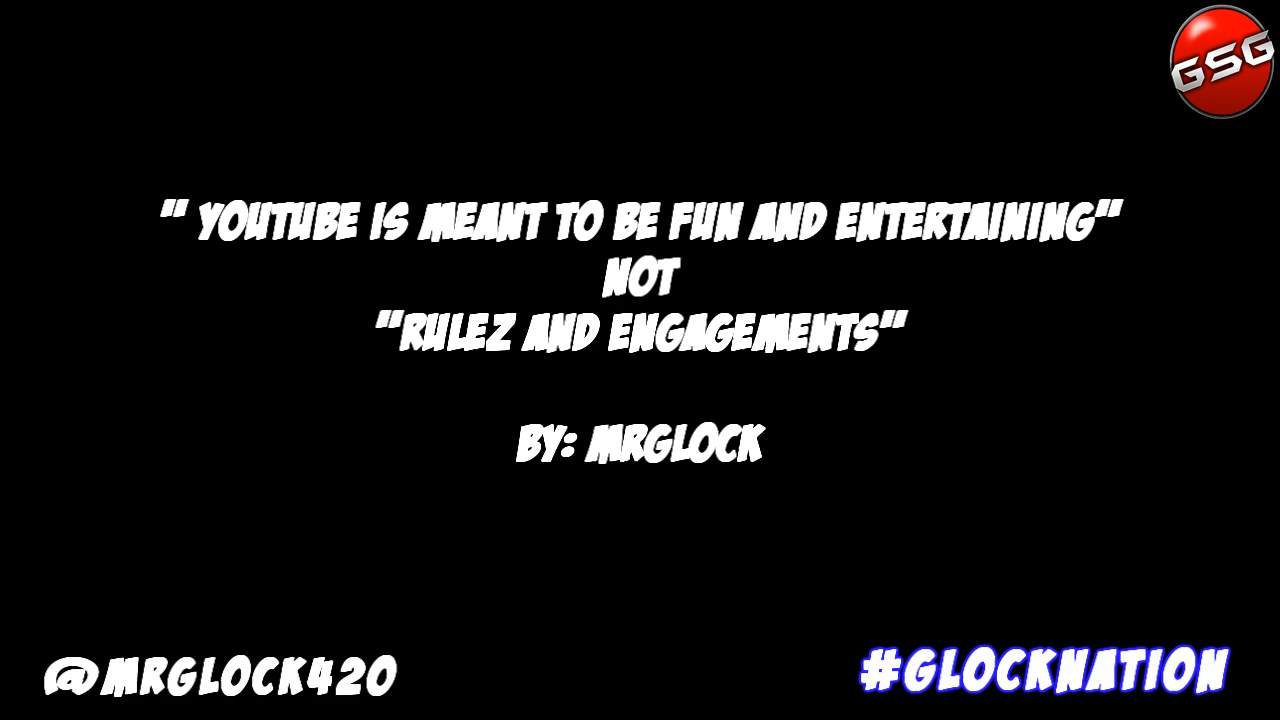 GSG
" YOUTUBE IS MEANT TO BE FUN AND ENTERTAINING"
NOT
"RULEZ AND ENGAGEMENTS"
BY: MRGLOCK
@MRGLOCK420
#GLOCKNATION